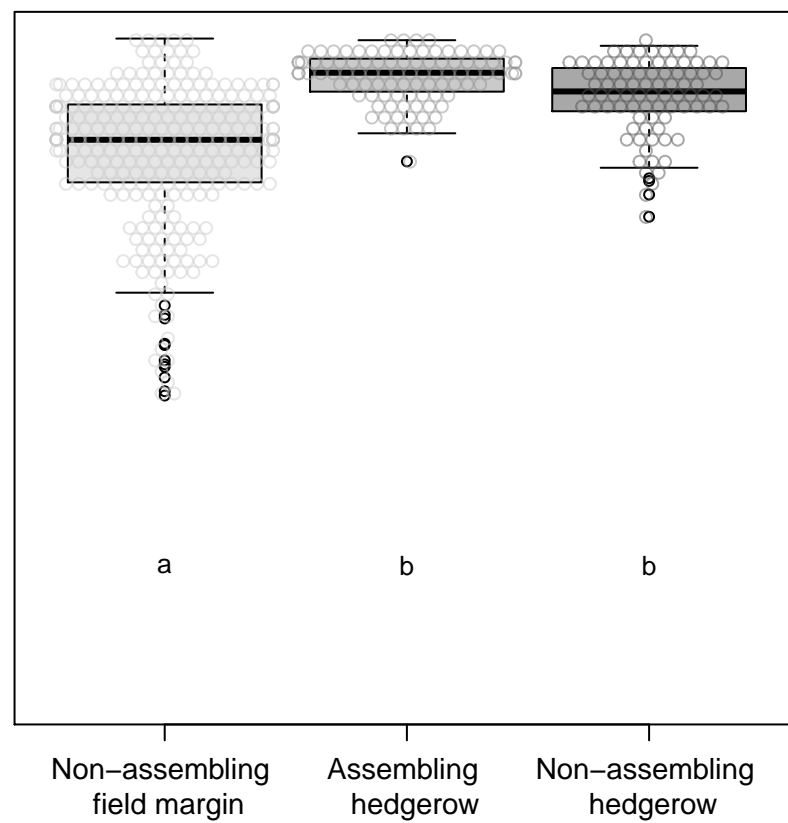 a
b
b
Non−assembling
field margin
Assembling
hedgerow
Non−assembling
hedgerow